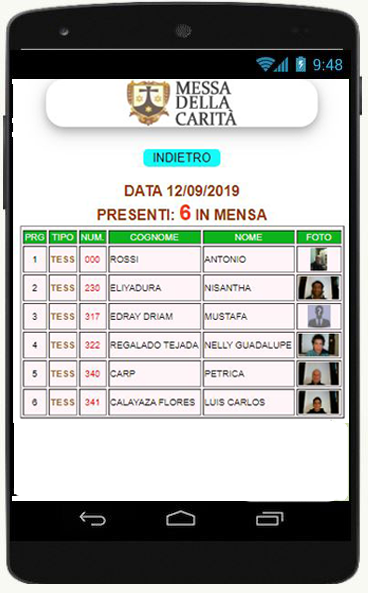 9:48
MESSA
DELLA
CARITÀ
INDIETRO
DATA 12/09/2019
PRESENTI: 6 IN MENSA
PRG TIPO NUM. COGNOME NOME FOTO
1 TESS 000 ROSSI ANTONIO
2 TESS 230 ELIYADURA NISANTHA
3 TESS 317 EDRAY DRIAM MUSTAFA
4 TESS 322 REGALADO TEJADA NELLY GUADALUPE
5 TESS 340 CARP PETRICA
6 TESS 341 CALAYAZA FLORES LUIS CARLOS